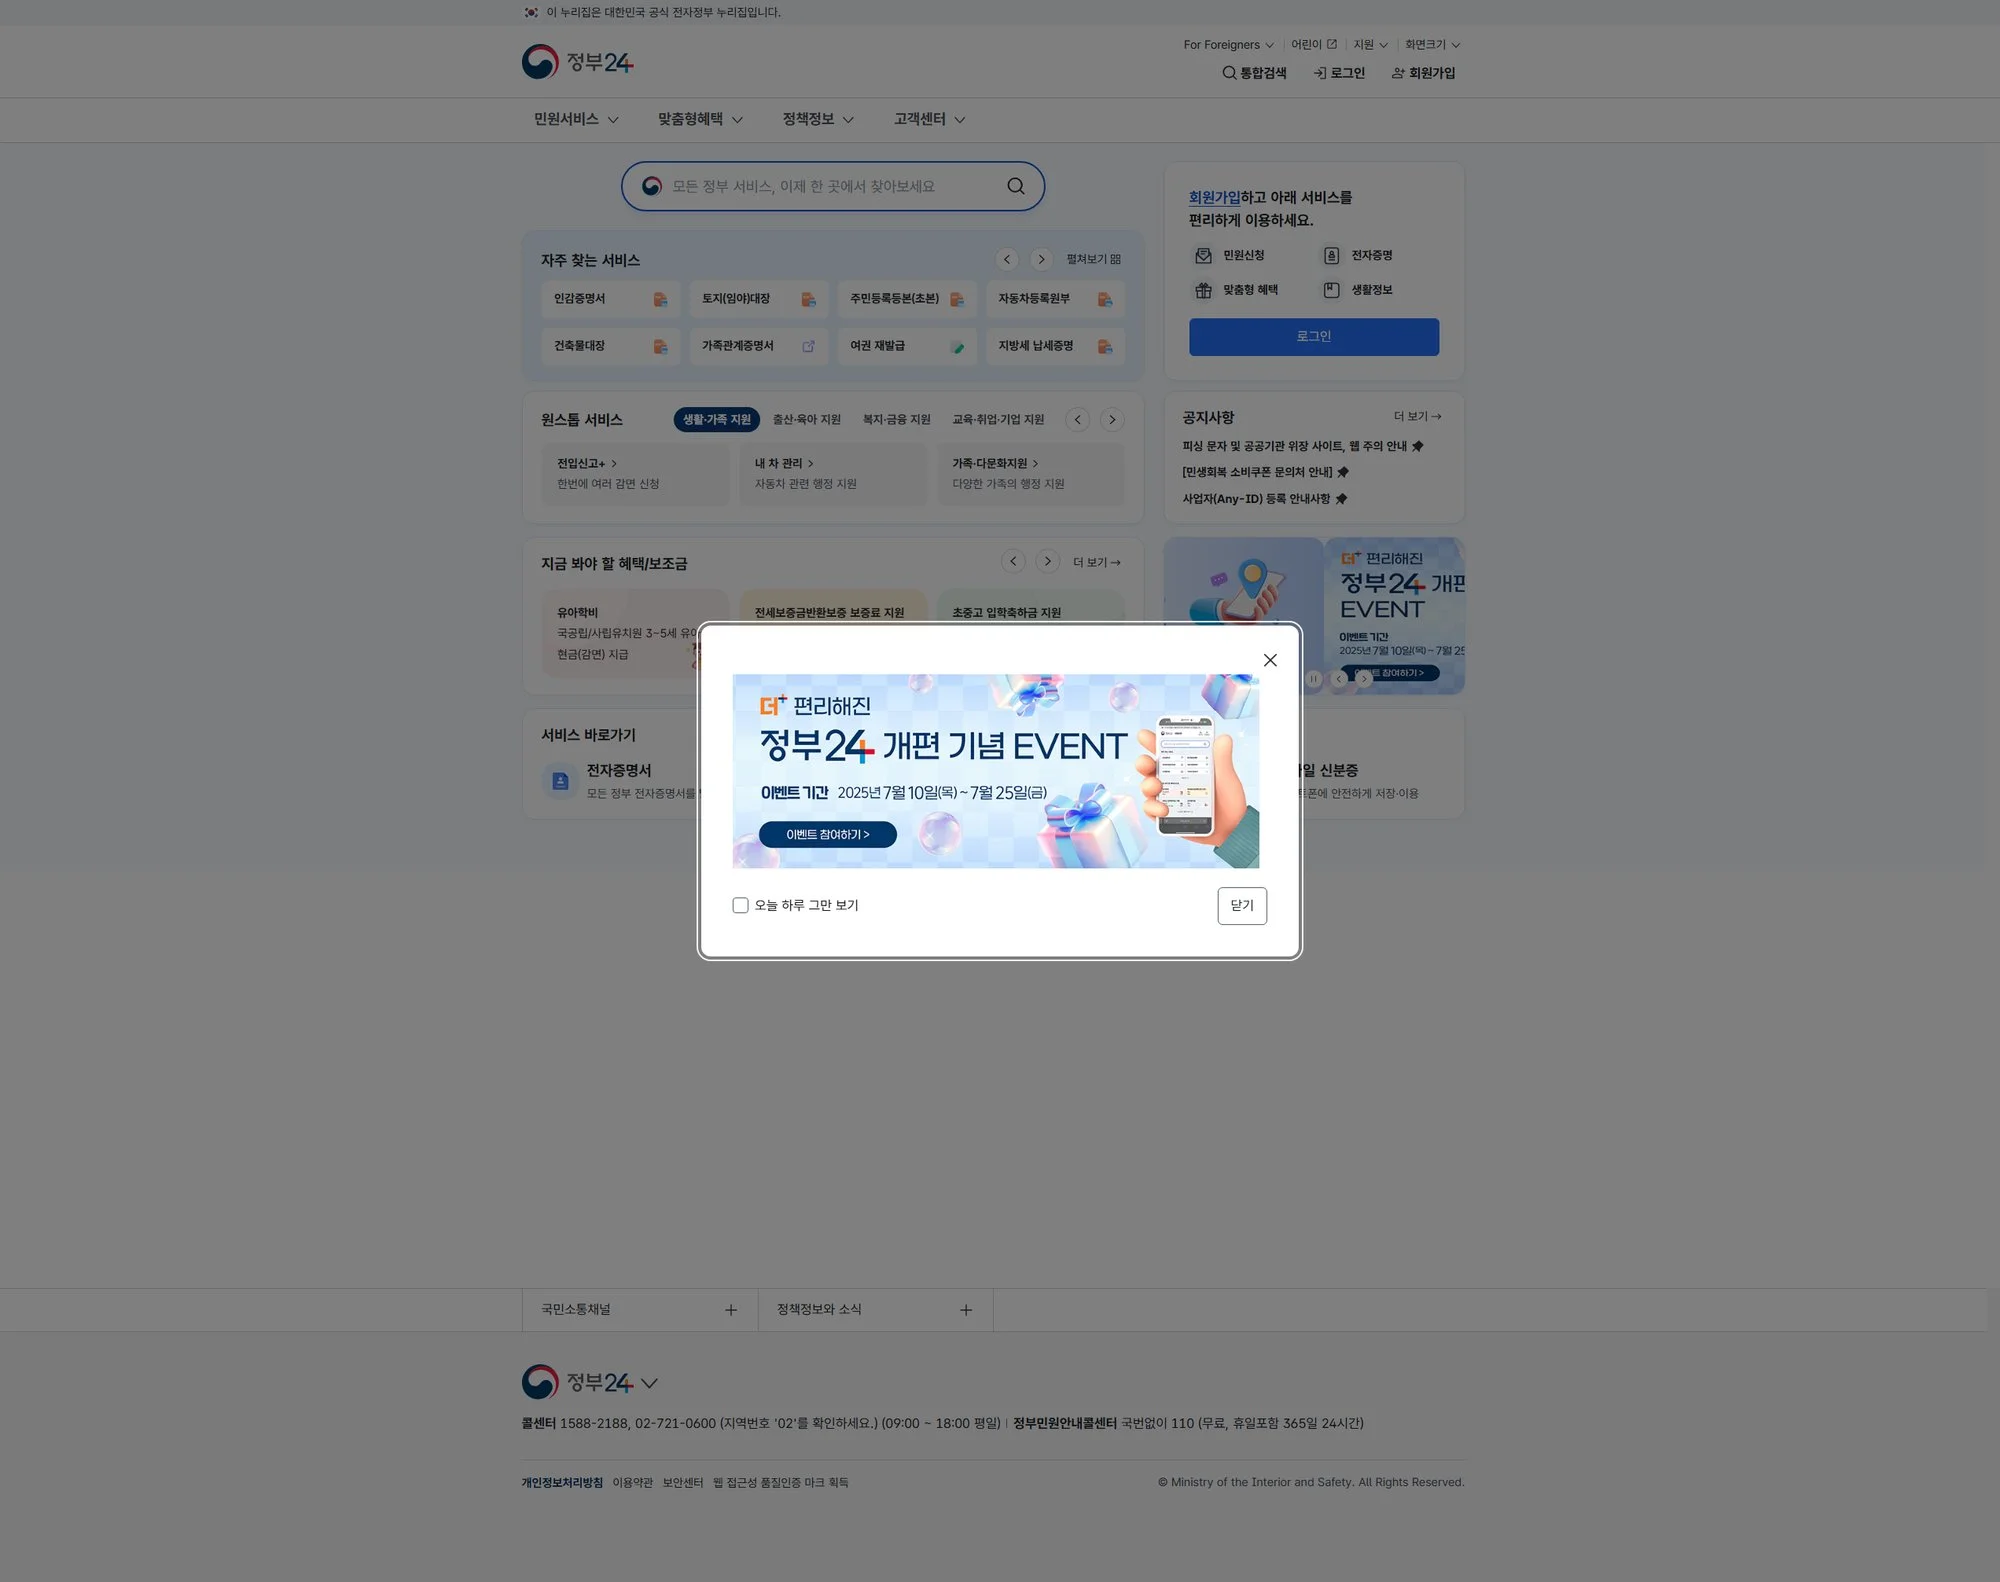 이 누리집은 대한민국 공식 전자정부 누리집입니다.
정부24
For Foreigners
어린이
지원
화면크기
통합검색
로그인
회원가입
민원서비스
맞춤형혜택
정책정보
고객센터
모든 정부 서비스, 이제 한 곳에서 찾아보세요
자주 찾는 서비스
펼쳐보기
인감증명서
토지(임야)대장
주민등록등본(초본)
자동차등록원부
건축물대장
가족관계증명서
여권 재발급
지방세 납세증명
회원가입하고 아래 서비스를
편리하게 이용하세요.
민원신청
전자증명
맞춤형 혜택
생활정보
로그인
원스톱 서비스
생활·가족 지원
출산·육아 지원
복지·금융 지원
교육·취업·기업 지원
전입신고+
한번에 여러 감면 신청
내 차 관리
자동차 관련 행정 지원
가족·다문화지원
다양한 가족의 행정 지원
공지사항
더 보기
피싱 문자 및 공공기관 위장 사이트, 웹 주의 안내
[민생회복 소비쿠폰 문의처 안내]
사업자(Any-ID) 등록 안내사항
지금 봐야 할 혜택/보조금
더 보기
유아학비
국공립/사립유치원 3~5세 유아
현금(감면) 지급
전세보증금반환보증 보증료 지원
초중고 입학축하금 지원
더+ 편리해진
정부24 개편
EVENT
이벤트 기간
2025년 7월 10일(목) ~ 7월 25
이벤트 참여하기 >
더+ 편리해진
정부24 개편 기념 EVENT
이벤트 기간 2025년 7월 10일(목) ~ 7월 25일(금)
이벤트 참여하기 >
오늘 하루 그만 보기
닫기
서비스 바로가기
전자증명서
모든 정부 전자증명서를
일 신분증
트폰에 안전하게 저장·이용
국민소통채널
정책정보와 소식
정부24
콜센터 1588-2188, 02-721-0600 (지역번호 '02'를 확인하세요.) (09:00 ~ 18:00 평일) | 정부민원안내콜센터 국번없이 110 (무료, 휴일포함 365일 24시간)
개인정보처리방침 이용약관 보안센터 웹 접근성 품질인증 마크 획득
© Ministry of the Interior and Safety. All Rights Reserved.